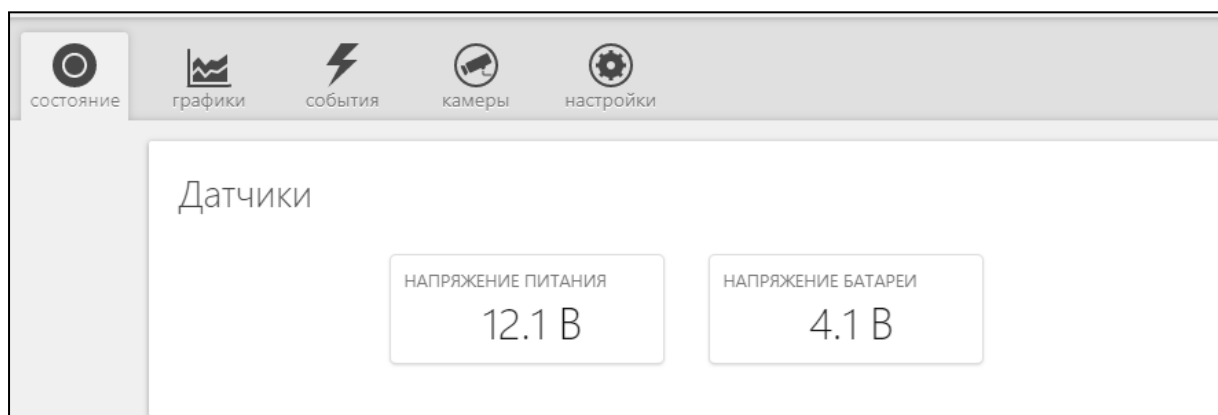 состояние графики события камеры настройки
Датчики
НАПРЯЖЕНИЕ ПИТАНИЯ НАПРЯЖЕНИЕ БАТАРЕИ
12.1 В 4.1 В